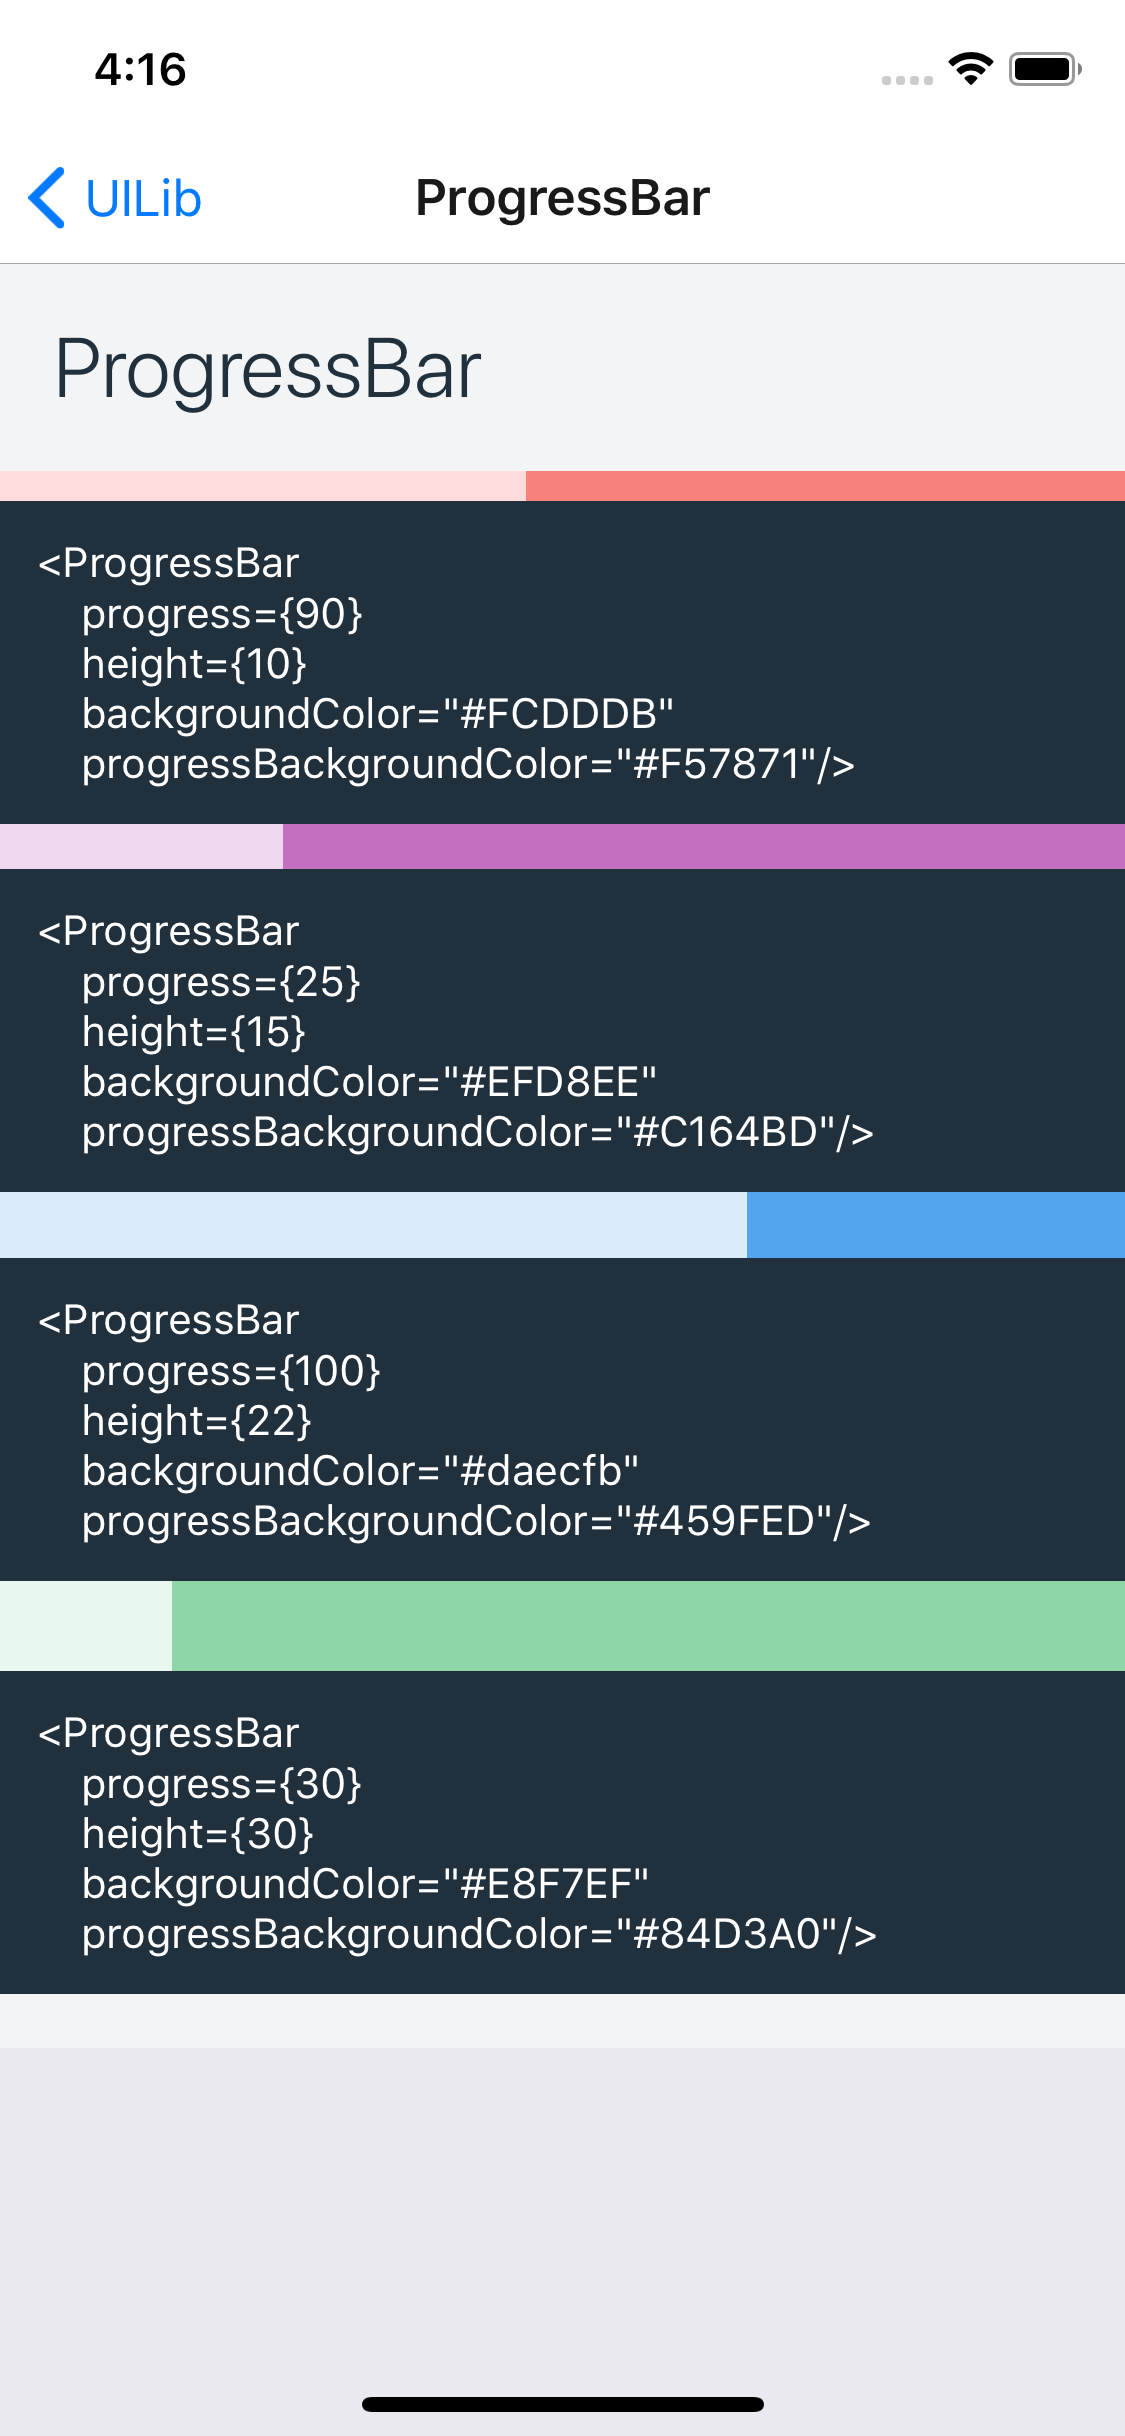 4:16
UILib
ProgressBar
ProgressBar
<ProgressBar
progress={90}
height={10}
backgroundColor="#FCDDDB"
progressBackgroundColor="#F57871"/>
<ProgressBar
progress={25}
height={15}
backgroundColor="#EFD8EE"
progressBackgroundColor="#C164BD"/>
<ProgressBar
progress={100}
height={22}
backgroundColor="#daecfb"
progressBackgroundColor="#459FED"/>
<ProgressBar
progress={30}
height={30}
backgroundColor="#E8F7EF"
progressBackgroundColor="#84D3A0"/>